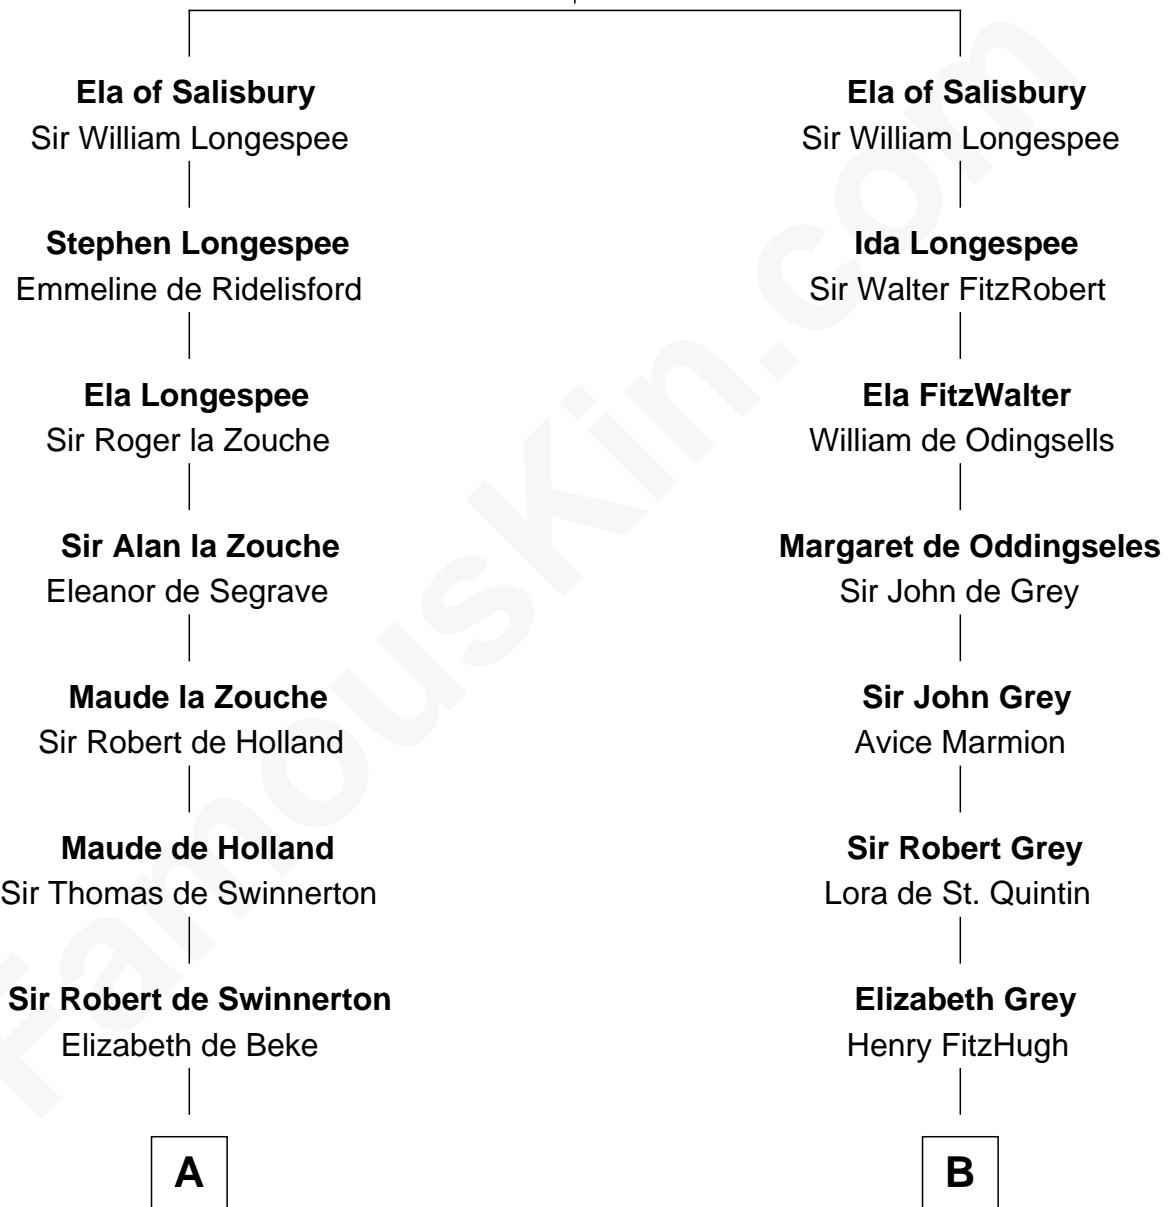 Ela of Salisbury
Sir William Longespee
Stephen Longespee
Emmeline de Ridelisford
Ela Longespee
Sir Roger la Zouche
Sir Alan la Zouche
Eleanor de Segrave
Maude la Zouche
Sir Robert de Holland
Maude de Holland
Sir Thomas de Swinnerton
Sir Robert de Swinnerton
Elizabeth de Beke
A
Ela of Salisbury
Sir William Longespee
Ida Longespee
Sir Walter FitzRobert
Ela FitzWalter
William de Odingsells
Margaret de Oddingseles
Sir John de Grey
Sir John Grey
Avice Marmion
Sir Robert Grey
Lora de St. Quintin
Elizabeth Grey
Henry FitzHugh
B
FamousKin.com